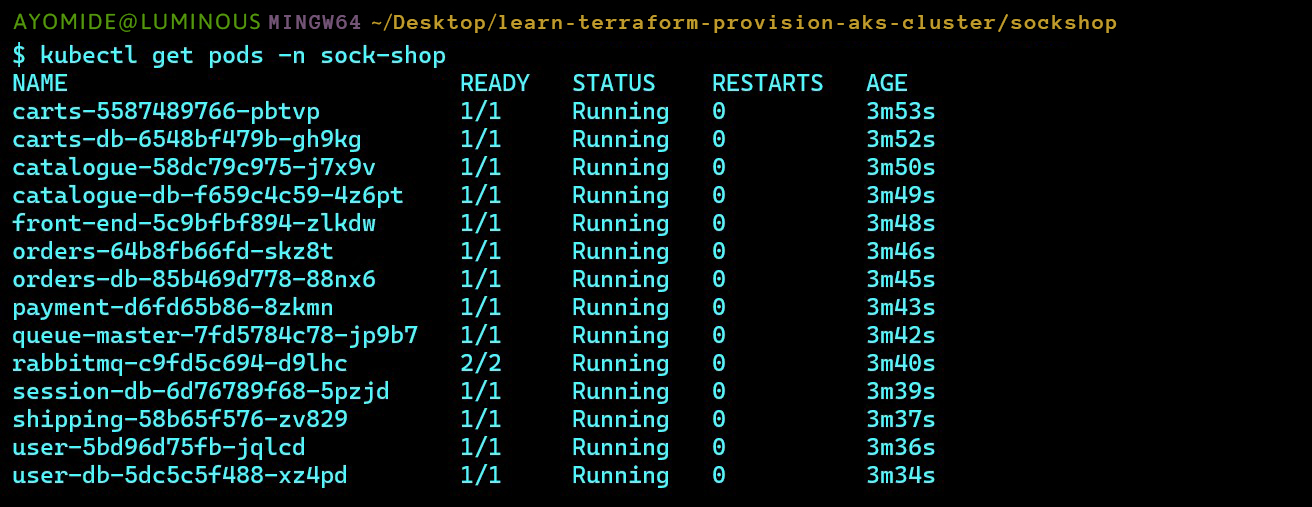 AYOMIDE@LUMINOUS MINGW64 ~/Desktop/learn-terraform-provision-aks-cluster/sockshop
$ kubectl get pods -n sock-shop
NAME READY STATUS RESTARTS AGE
carts-5587489766-pbtvp 1/1 Running 0 3m53s
carts-db-6548bf479b-gh9kg 1/1 Running 0 3m52s
catalogue-58dc79c975-j7x9v 1/1 Running 0 3m50s
catalogue-db-f659c4c59-4z6pt 1/1 Running 0 3m49s
front-end-5c9bfbf894-zlkdw 1/1 Running 0 3m48s
orders-64b8fb66fd-skz8t 1/1 Running 0 3m46s
orders-db-85b469d778-88nx6 1/1 Running 0 3m45s
payment-d6fd65b86-8zkmn 1/1 Running 0 3m43s
queue-master-7fd5784c78-jp9b7 1/1 Running 0 3m42s
rabbitmq-c9fd5c694-d9lhc 2/2 Running 0 3m40s
session-db-6d76789f68-5pzjd 1/1 Running 0 3m39s
shipping-58b65f576-zv829 1/1 Running 0 3m37s
user-5bd96d75fb-jqlcd 1/1 Running 0 3m36s
user-db-5dc5c5f488-xz4pd 1/1 Running 0 3m34s